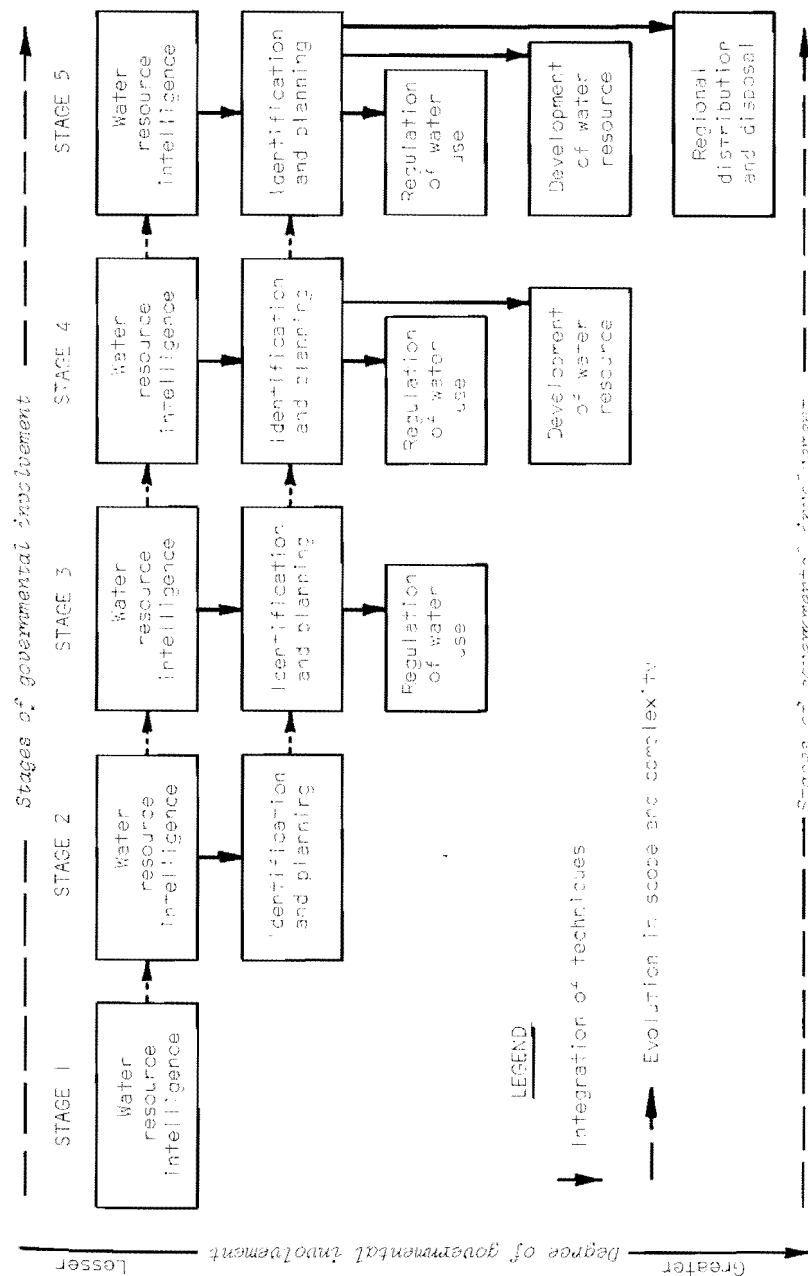 Stages of governmental involvement
STAGE 1
STAGE 2
STAGE 3
STAGE 4
STAGE 5
Lesser
Degree of governmental involvement
Greater
Water
resource
intelligence
Water
resource
intelligence
Water
resource
intelligence
Water
resource
intelligence
Water
resource
intelligence
Identification
and planning
Identification
and planning
Identification
and planning
Identification
and planning
Regulation
of water
use
Regulation
of water
use
Regulation
of water
use
Development
of water
resource
Development
of water
resource
Regional
distribution
and disposal
LEGEND
Integration of techniques
Evolution in scope and complexity
Stages of governmental involvement